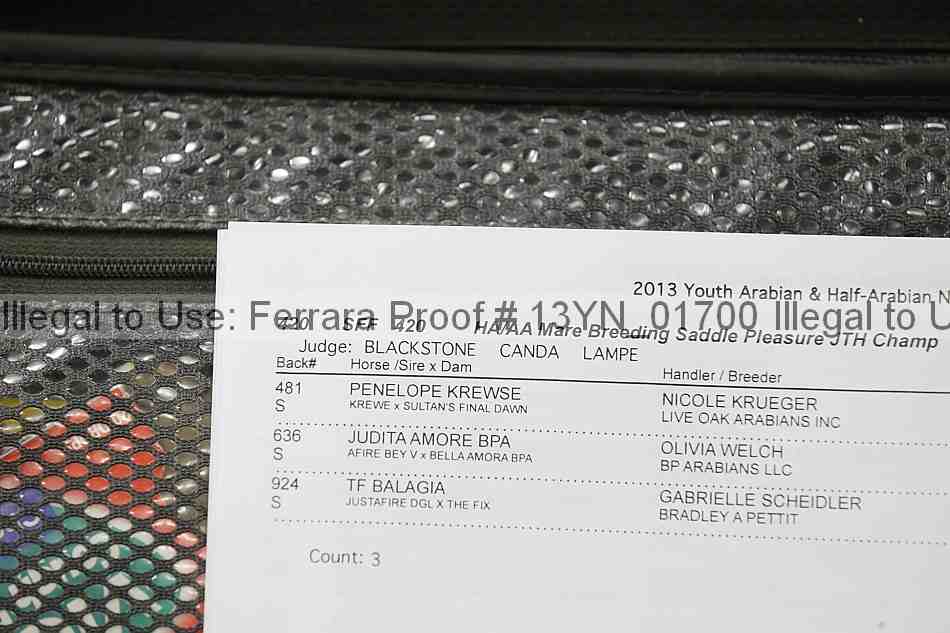 2013 Youth Arabian & Half-Arabian N
Illegal to Use: Ferrara Proof # 13YN_01700 Illegal to U
420 SFF 420 HA/AA Mare Breeding Saddle Pleasure JTH Champ
Judge: BLACKSTONE CANDA LAMPE
Back# Horse /Sire x Dam Handler / Breeder
481 PENELOPE KREWSE NICOLE KRUEGER
S KREWE x SULTAN'S FINAL DAWN LIVE OAK ARABIANS INC
636 JUDITA AMORE BPA OLIVIA WELCH
S AFIRE BEY V x BELLA AMORA BPA BP ARABIANS LLC
924 TF BALAGIA GABRIELLE SCHEIDLER
S JUSTAFIRE DGL X THE FIX BRADLEY A PETTIT
Count: 3